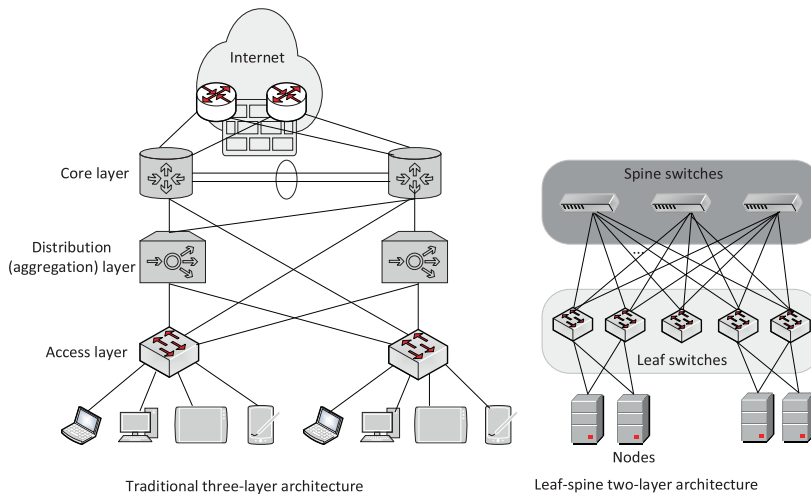 Internet
Core layer
Distribution
(aggregation) layer
Access layer
Traditional three-layer architecture
Spine switches
...
Leaf switches
Nodes
Leaf-spine two-layer architecture